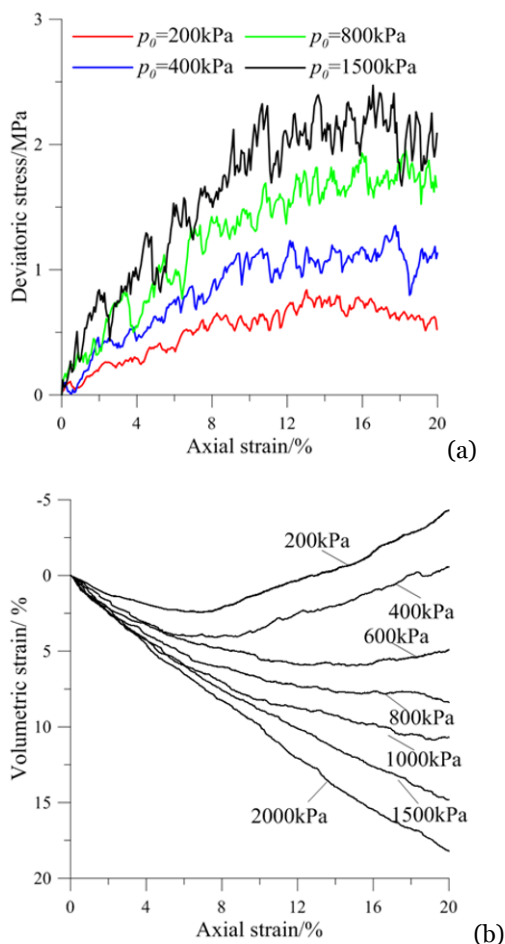 p₀=200kPa p₀=800kPa
p₀=400kPa p₀=1500kPa
Deviatoric stress/MPa
3
2
1
0
0 4 8 12 16 20
Axial strain/%
(a)
Volumetric strain/ %
-5
0
5
10
15
20
200kPa
400kPa
600kPa
800kPa
1000kPa
1500kPa
2000kPa
0 4 8 12 16 20
Axial strain/%
(b)